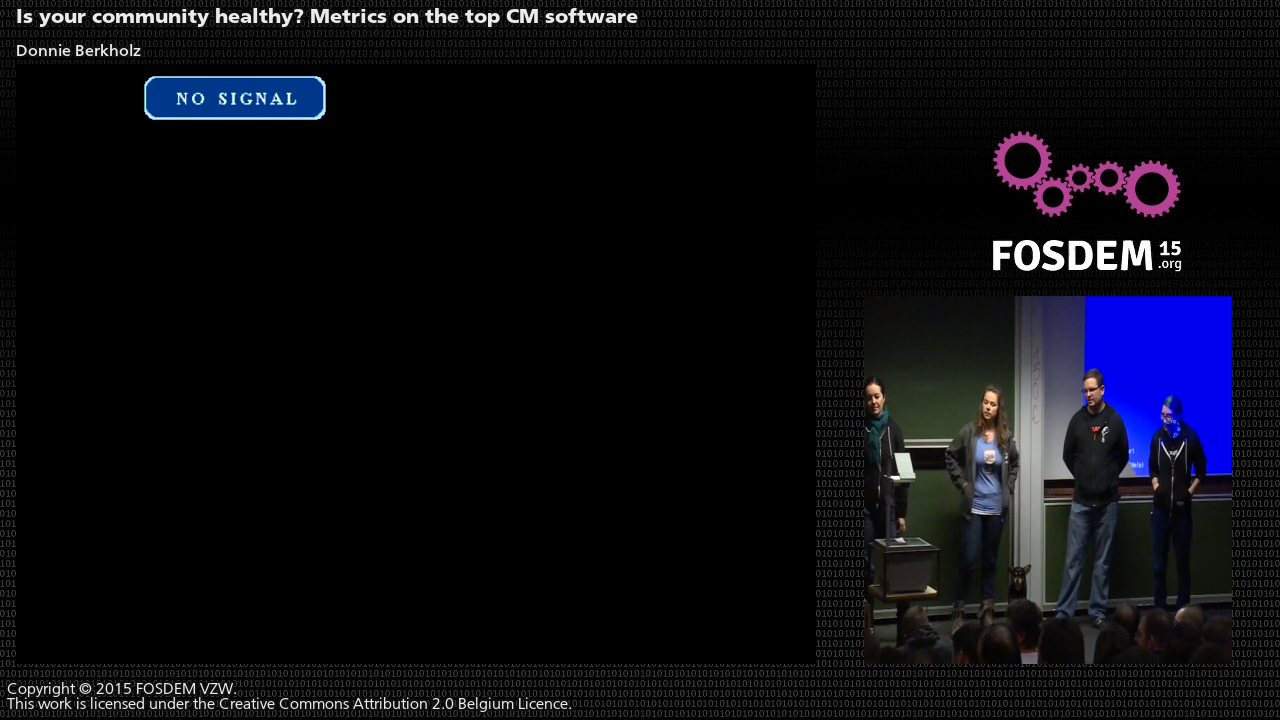 Is your community healthy? Metrics on the top CM software
Donnie Berkholz
NO SIGNAL
FOSDEM 15
.org
Copyright © 2015 FOSDEM VZW.
This work is licensed under the Creative Commons Attribution 2.0 Belgium Licence.